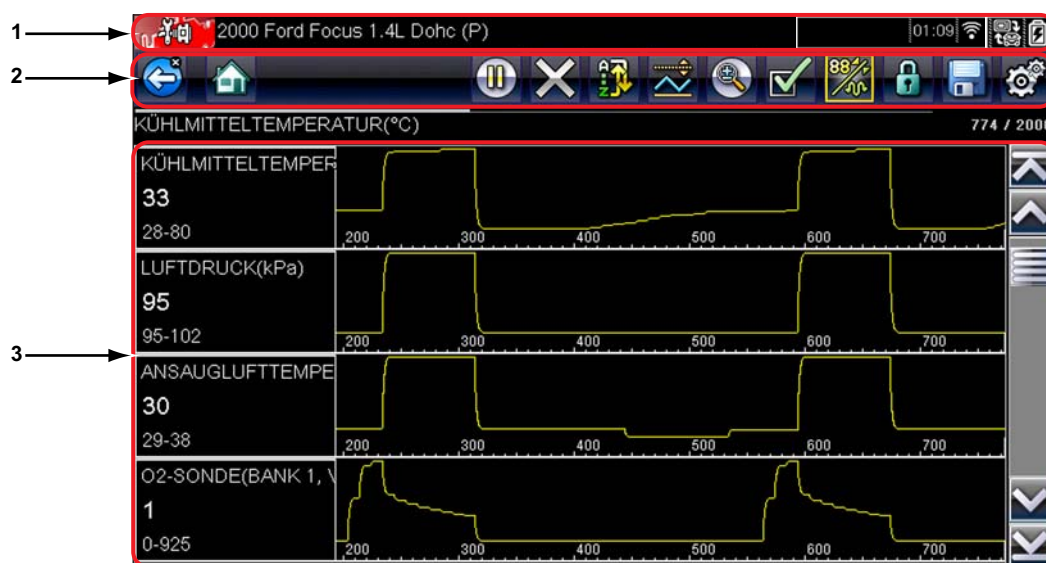 1
2000 Ford Focus 1.4L Dohc (P)
01:09
2
KÜHLMITTELTEMPERATUR(°C)
774 / 2000
KÜHLMITTELTEMPER
33
28-80
200 300 400 500 600 700
LUFTDRUCK(kPa)
95
95-102
200 300 400 500 600 700
3
ANSAUGLUFTTEMPE
30
29-38
200 300 400 500 600 700
O2-SONDE(BANK 1, V
1
0-925
200 300 400 500 600 700